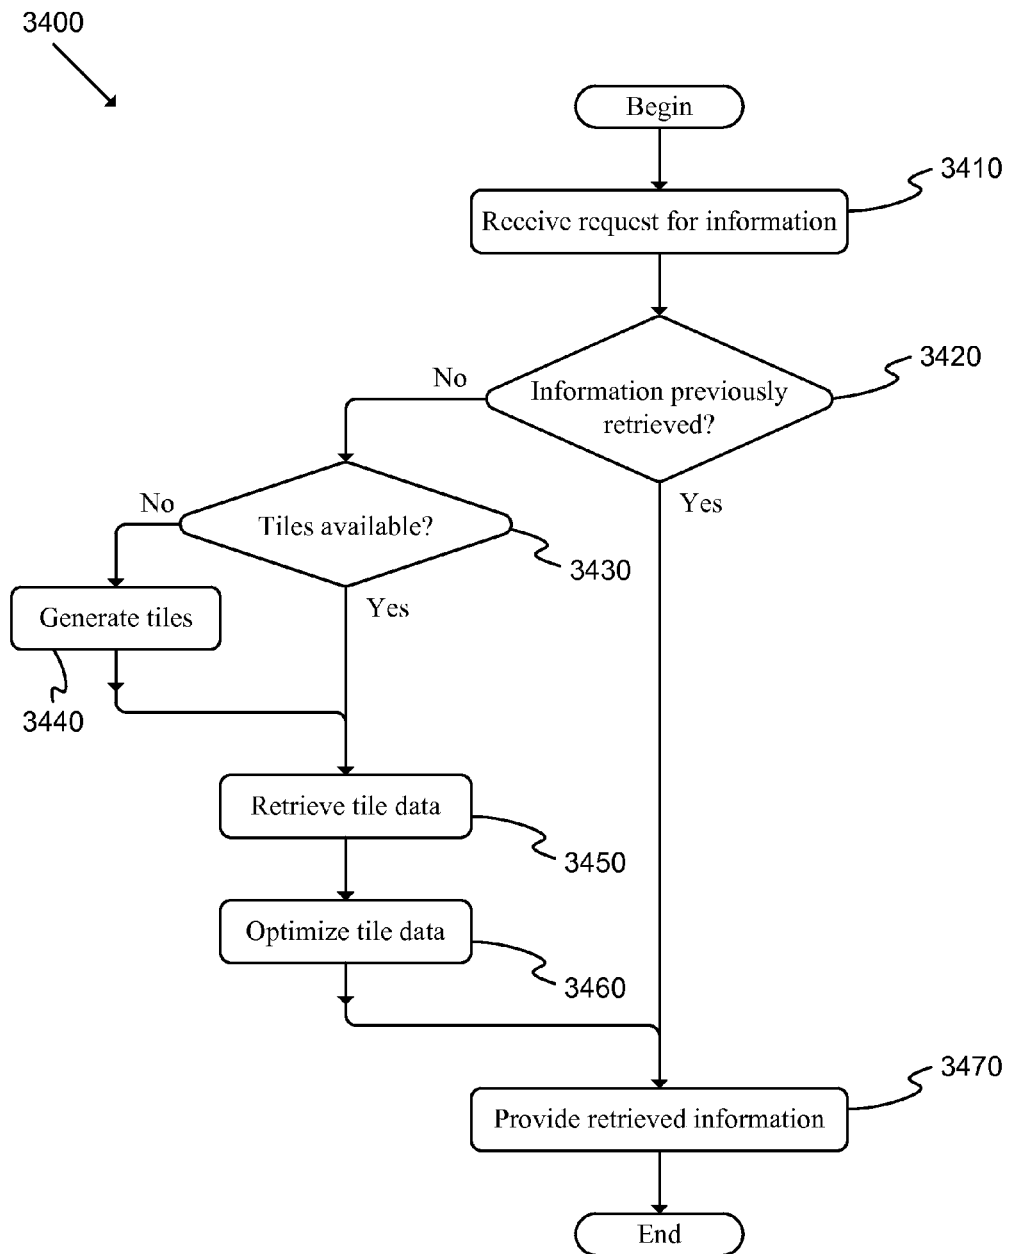 3400
Begin
3410
Receive request for information
3420
Information previously
retrieved?
No
Yes
No
Tiles available?
3430
Yes
Generate tiles
3440
Retrieve tile data
3450
Optimize tile data
3460
3470
Provide retrieved information
End